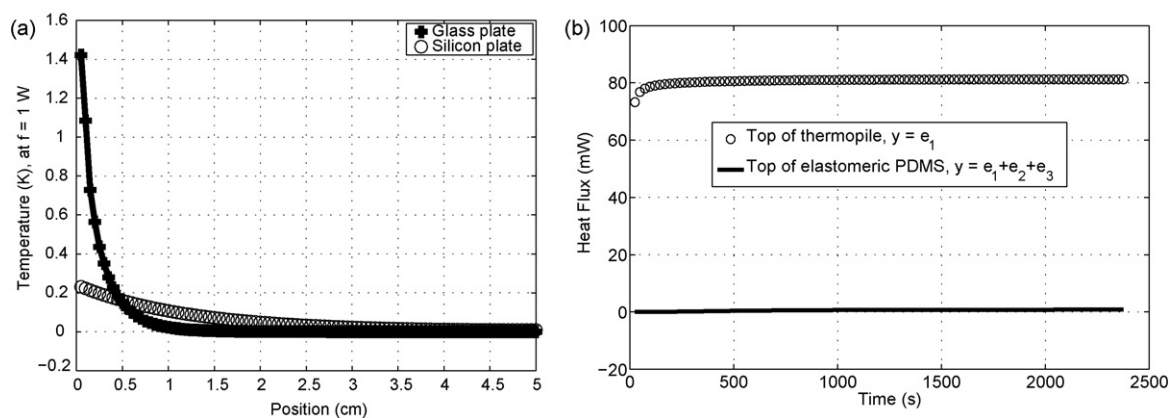 (a)
Temperature (K), at f = 1 W
1.6
1.4
1.2
1
0.8
0.6
0.4
0.2
0
−0.2
Glass plate
Silicon plate
0 0.5 1 1.5 2 2.5 3 3.5 4 4.5 5
Position (cm)
(b)
Heat Flux (mW)
100
80
60
40
20
0
−20
Top of thermopile, y = e1
Top of elastomeric PDMS, y = e1+e2+e3
0 500 1000 1500 2000 2500
Time (s)